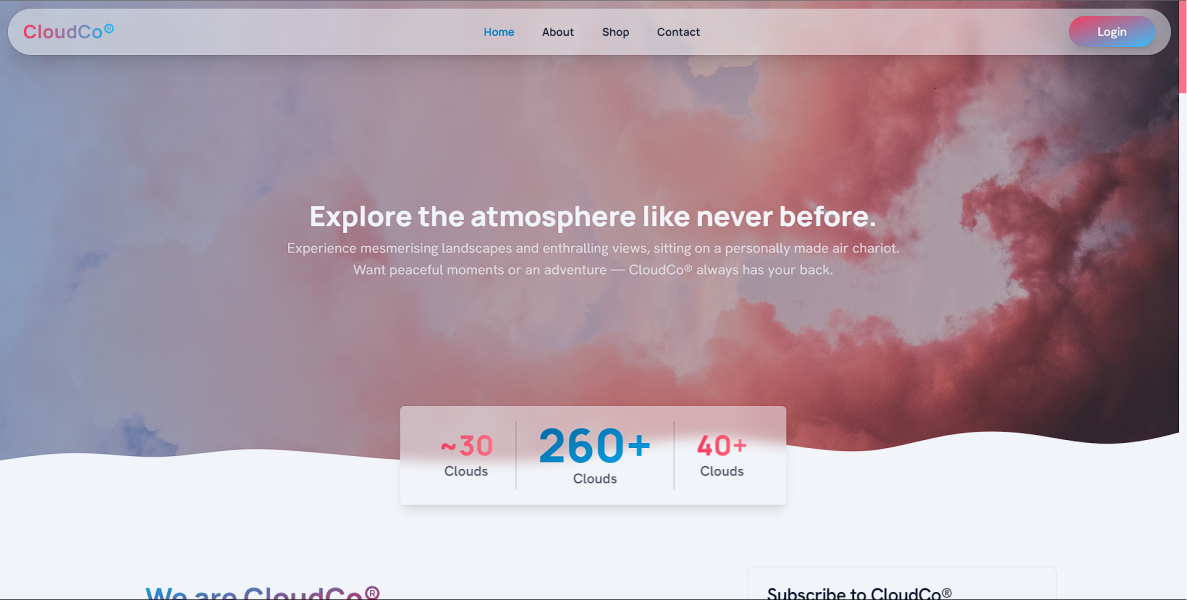 CloudCo®
Home About Shop Contact
Login
Explore the atmosphere like never before.
Experience mesmerising landscapes and enthralling views, sitting on a personally made air chariot.
Want peaceful moments or an adventure — CloudCo® always has your back.
~30
Clouds
260+
Clouds
40+
Clouds
We are CloudCo®
Subscribe to CloudCo®